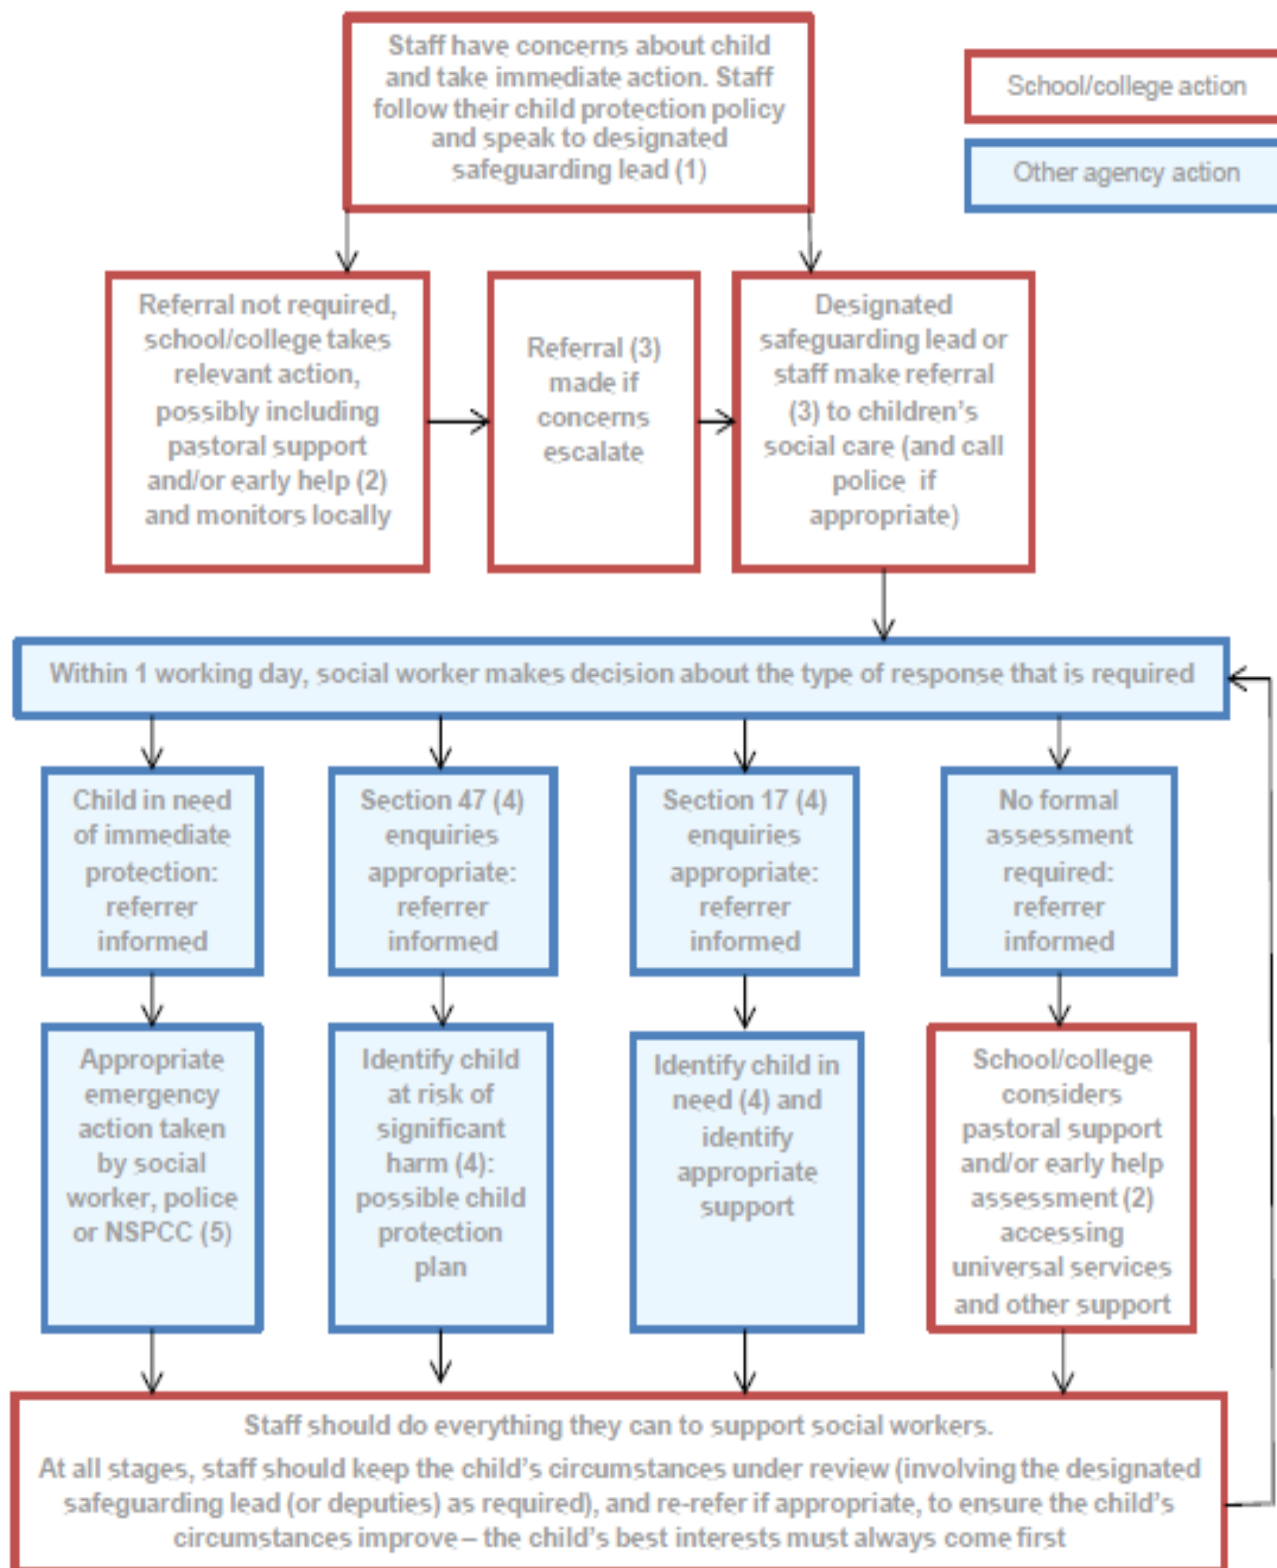 Staff have concerns about child
and take immediate action. Staff
follow their child protection policy
and speak to designated
safeguarding lead (1)
School/college action
Other agency action
Referral not required,
school/college takes
relevant action,
possibly including
pastoral support
and/or early help (2)
and monitors locally
Referral (3)
made if
concerns
escalate
Designated
safeguarding lead or
staff make referral
(3) to children's
social care (and call
police if
appropriate)
Within 1 working day, social worker makes decision about the type of response that is required
Child in need
of immediate
protection:
referrer
informed
Section 47 (4)
enquiries
appropriate:
referrer
informed
Section 17 (4)
enquiries
appropriate:
referrer
informed
No formal
assessment
required:
referrer
informed
Appropriate
emergency
action taken
by social
worker, police
or NSPCC (5)
Identify child
at risk of
significant
harm (4):
possible child
protection
plan
Identify child in
need (4) and
identify
appropriate
support
School/college
considers
pastoral support
and/or early help
assessment (2)
accessing
universal services
and other support
Staff should do everything they can to support social workers.
At all stages, staff should keep the child's circumstances under review (involving the designated
safeguarding lead (or deputies) as required), and re-refer if appropriate, to ensure the child's
circumstances improve – the child's best interests must always come first